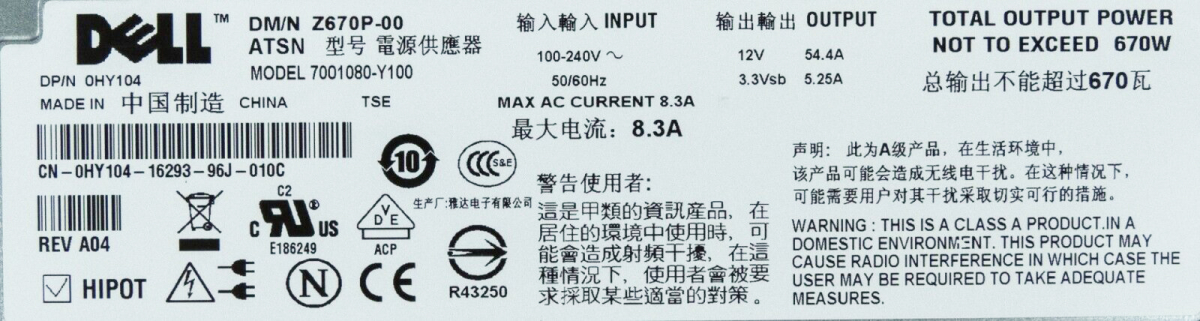 DELL™
DM/N Z670P-00
ATSN 型号 電源供應器
MODEL 7001080-Y100
DP/N 0HY104
MADE IN 中国制造 CHINA TSE
输入輸入 INPUT
100-240V ～
50/60Hz
MAX AC CURRENT 8.3A
最大电流：8.3A
输出輸出 OUTPUT
12V 54.4A
3.3Vsb 5.25A
TOTAL OUTPUT POWER
NOT TO EXCEED 670W
总输出不能超过670瓦
CN-0HY104-16293-96J-010C
REV A04
HIPOT
C2
C RU® US
E186249
10
CCC S&E
生产厂:雅达电子有限公司
D V E
ACP
N
CE
R43250
警告使用者:
這是甲類的資訊産品，在
居住的環境中使用時，可
能會造成射頻干擾，在這
種情況下，使用者會被要
求採取某些適當的對策。
声明：此为A级产品，在生活环境中，
该产品可能会造成无线电干扰。在这种情况下，
可能需要用户对其干扰采取切实可行的措施。
WARNING : THIS IS A CLASS A PRODUCT.IN A
DOMESTIC ENVIRONMENT. THIS PRODUCT MAY
CAUSE RADIO INTERFERENCE IN WHICH CASE THE
USER MAY BE REQUIRED TO TAKE ADEQUATE
MEASURES.